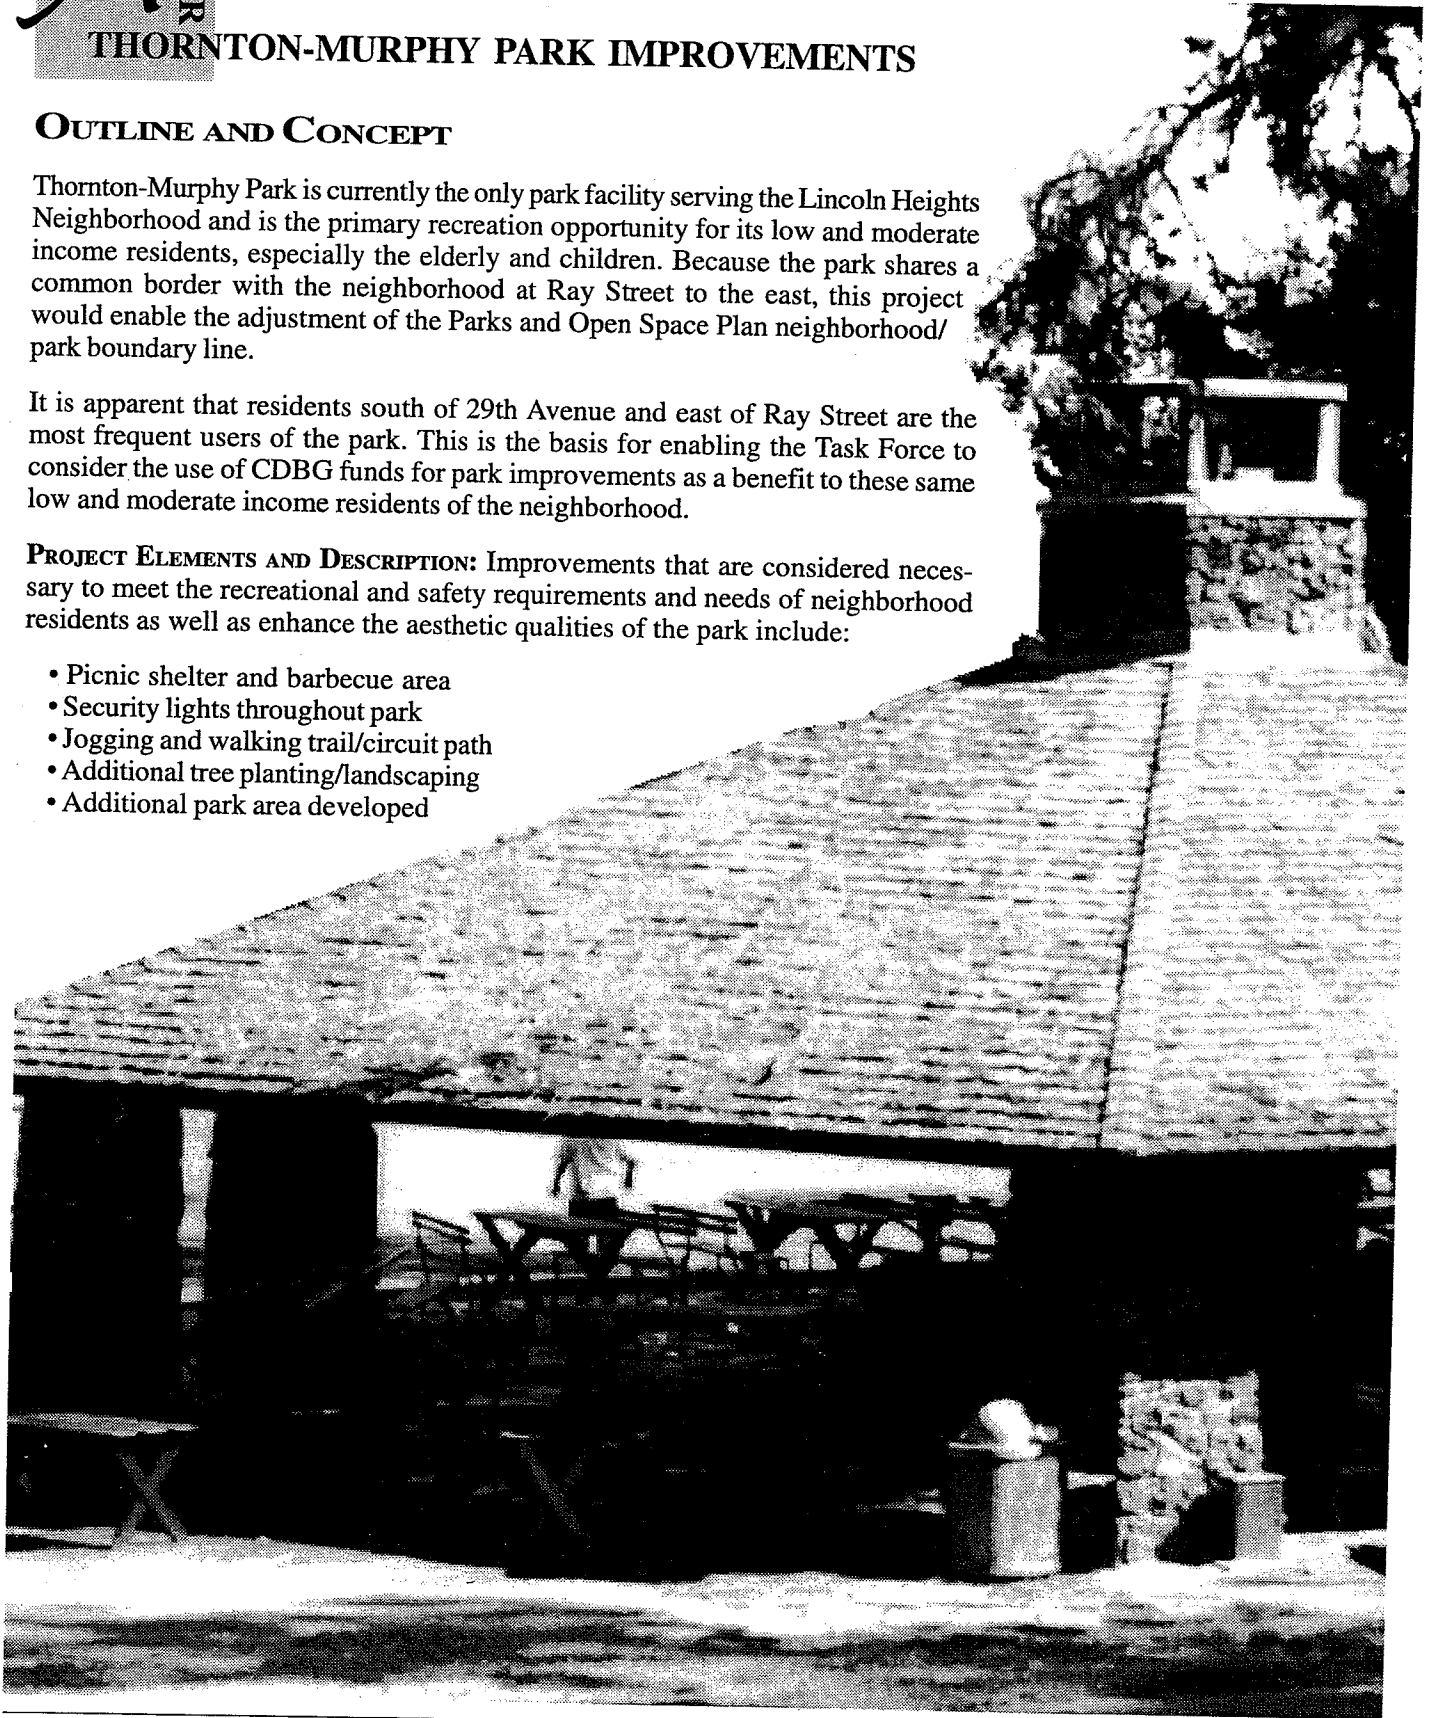 R
THORNTON-MURPHY PARK IMPROVEMENTS
OUTLINE AND CONCEPT
Thornton-Murphy Park is currently the only park facility serving the Lincoln Heights
Neighborhood and is the primary recreation opportunity for its low and moderate
income residents, especially the elderly and children. Because the park shares a
common border with the neighborhood at Ray Street to the east, this project
would enable the adjustment of the Parks and Open Space Plan neighborhood/
park boundary line.
It is apparent that residents south of 29th Avenue and east of Ray Street are the
most frequent users of the park. This is the basis for enabling the Task Force to
consider the use of CDBG funds for park improvements as a benefit to these same
low and moderate income residents of the neighborhood.
PROJECT ELEMENTS AND DESCRIPTION: Improvements that are considered neces-
sary to meet the recreational and safety requirements and needs of neighborhood
residents as well as enhance the aesthetic qualities of the park include:
• Picnic shelter and barbecue area
• Security lights throughout park
• Jogging and walking trail/circuit path
• Additional tree planting/landscaping
• Additional park area developed